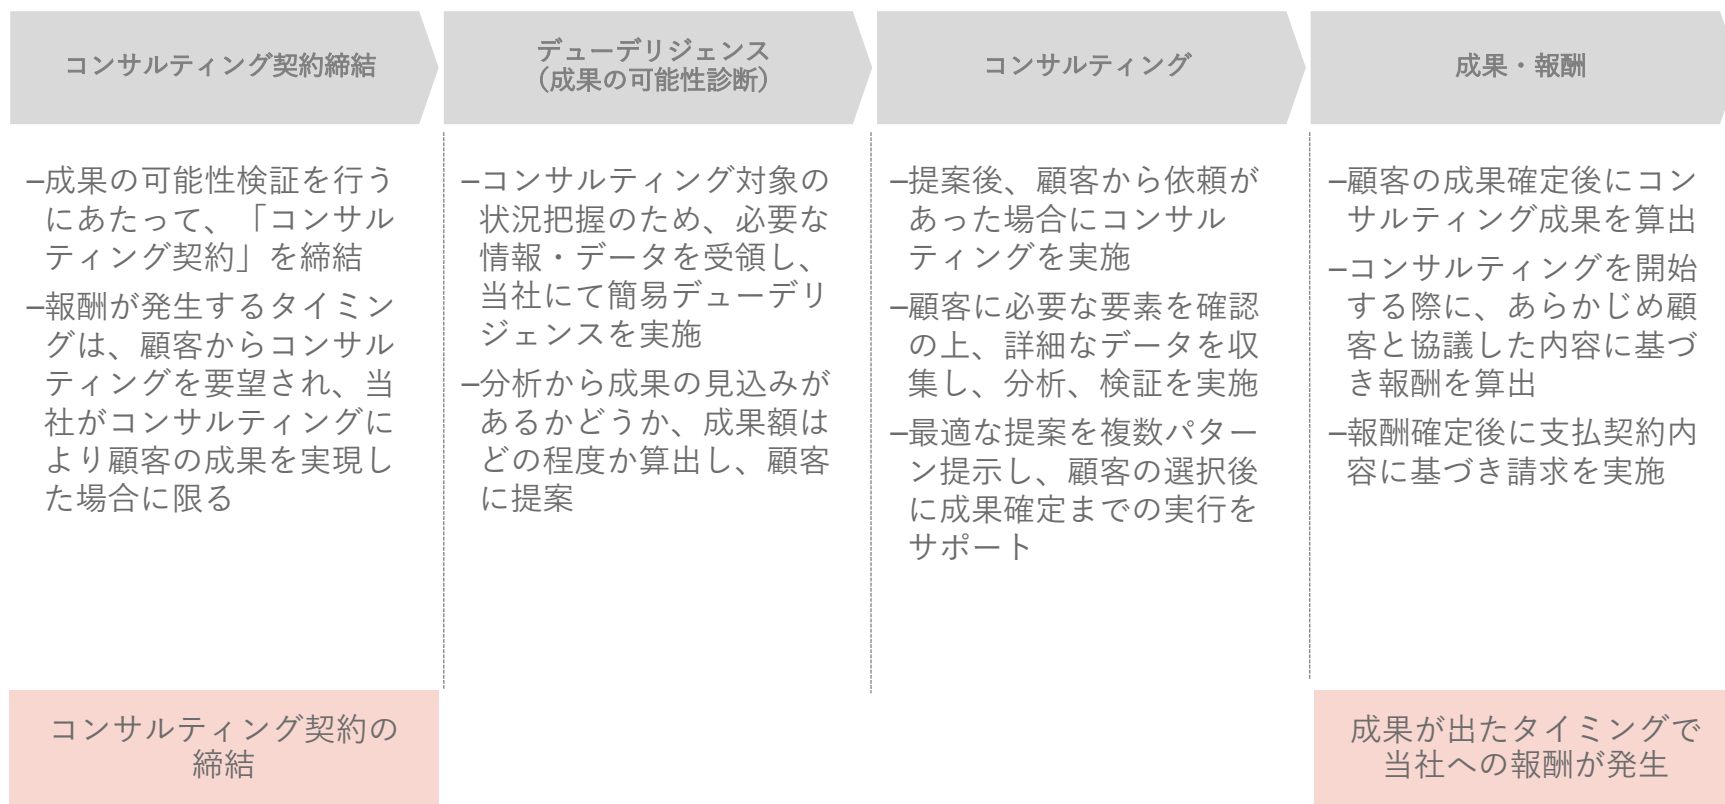 コンサルティング契約締結
デューデリジェンス
（成果の可能性診断）
コンサルティング
成果・報酬
–成果の可能性検証を行う
にあたって、「コンサル
ティング契約」を締結
–報酬が発生するタイミン
グは、顧客からコンサル
ティングを要望され、当
社がコンサルティングに
より顧客の成果を実現し
た場合に限る
–コンサルティング対象の
状況把握のため、必要な
情報・データを受領し、
当社にて簡易デューデリ
ジェンスを実施
–分析から成果の見込みが
あるかどうか、成果額は
どの程度か算出し、顧客
に提案
–提案後、顧客から依頼が
あった場合にコンサル
ティングを実施
–顧客に必要な要素を確認
の上、詳細なデータを収
集し、分析、検証を実施
–最適な提案を複数パター
ン提示し、顧客の選択後
に成果確定までの実行を
サポート
–顧客の成果確定後にコン
サルティング成果を算出
–コンサルティングを開始
する際に、あらかじめ顧
客と協議した内容に基づ
き報酬を算出
–報酬確定後に支払契約内
容に基づき請求を実施
コンサルティング契約の
締結
成果が出たタイミングで
当社への報酬が発生